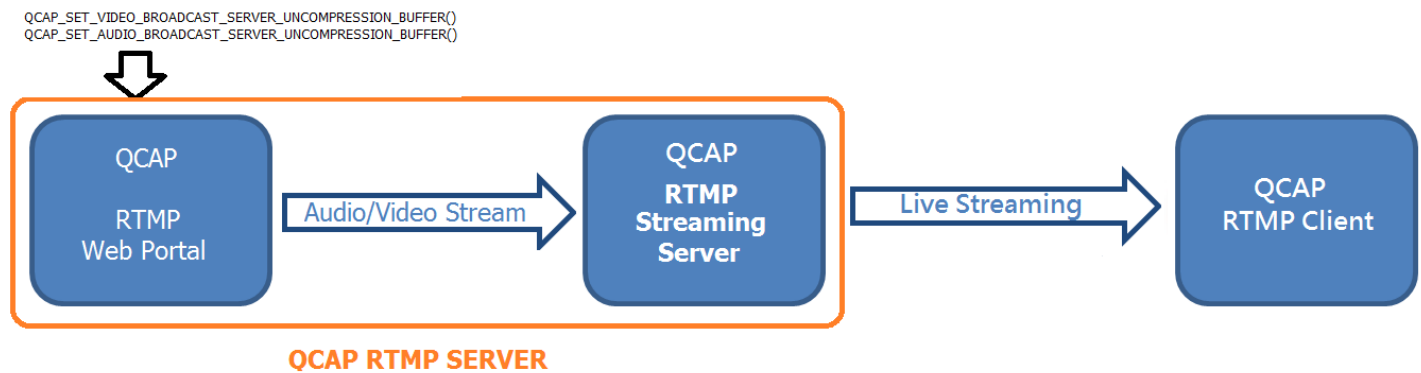 QCAP_SET_VIDEO_BROADCAST_SERVER_UNCOMPRESSION_BUFFER()
QCAP_SET_AUDIO_BROADCAST_SERVER_UNCOMPRESSION_BUFFER()
QCAP
RTMP
Web Portal
Audio/Video Stream
QCAP
RTMP
Streaming
Server
Live Streaming
QCAP
RTMP Client
QCAP RTMP SERVER